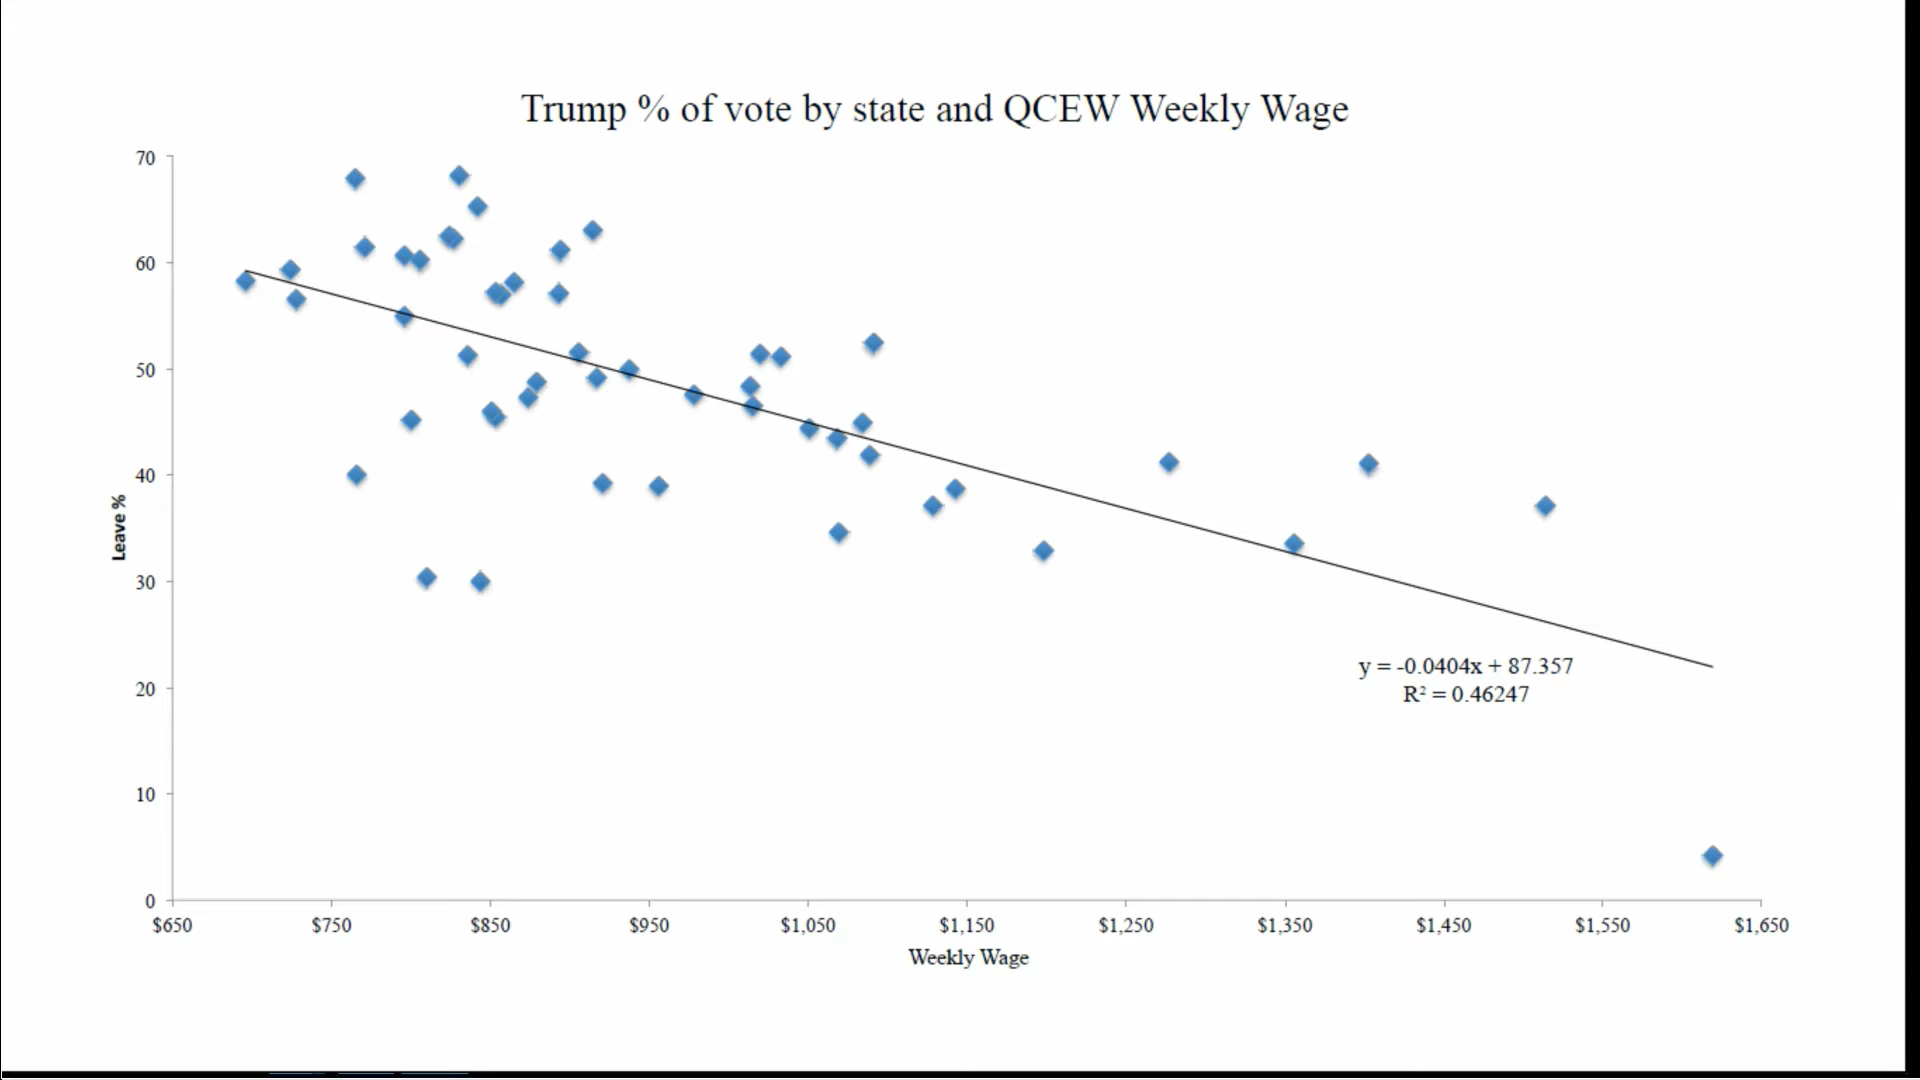 Trump % of vote by state and QCEW Weekly Wage
70
60
50
40
30
20
10
0
Leave %
y = -0.0404x + 87.357
R² = 0.46247
$650 $750 $850 $950 $1,050 $1,150 $1,250 $1,350 $1,450 $1,550 $1,650
Weekly Wage